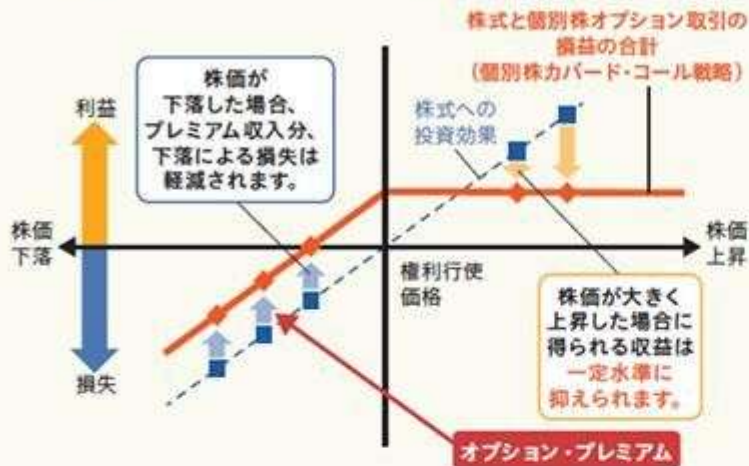 株式と個別株オプション取引の
損益の合計
(個別株カバード・コール戦略)
株価が
下落した場合、
プレミアム収入分、
下落による損失は
軽減されます。
利益
株式への
投資効果
株価
下落
株価
上昇
権利行使
価格
株価が大きく
上昇した場合に
得られる収益は
一定水準に
抑えられます。
損失
オプション・プレミアム